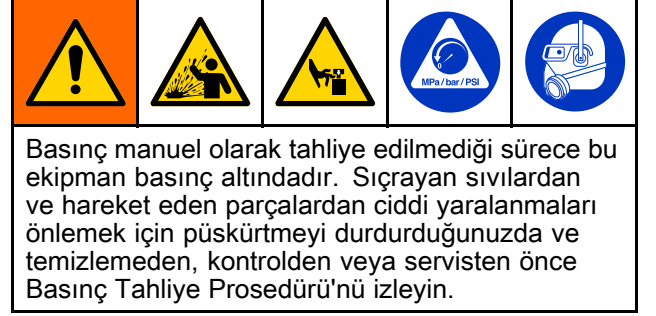 MPa / bar / PSI
Basınç manuel olarak tahliye edilmediği sürece bu
ekipman basınç altındadır. Sıçrayan sıvılardan
ve hareket eden parçalardan ciddi yaralanmaları
önlemek için püskürtmeyi durdurduğunuzda ve
temizlemeden, kontrolden veya servisten önce
Basınç Tahliye Prosedürü'nü izleyin.